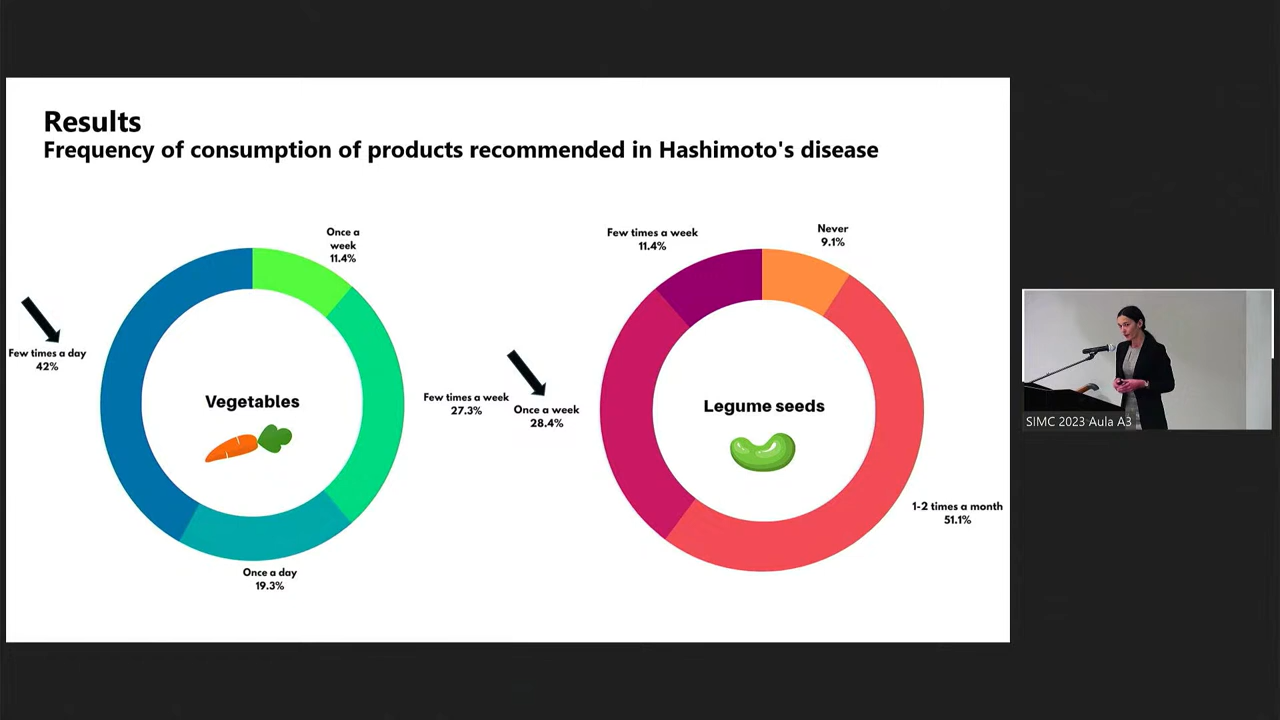 Results
Frequency of consumption of products recommended in Hashimoto's disease
Once a
week
11.4%
Few times a day
42%
Vegetables
Few times a week
27.3%
Once a day
19.3%
Few times a week
11.4%
Never
9.1%
Once a week
28.4%
Legume seeds
1-2 times a month
51.1%
SIMC 2023 Aula A3